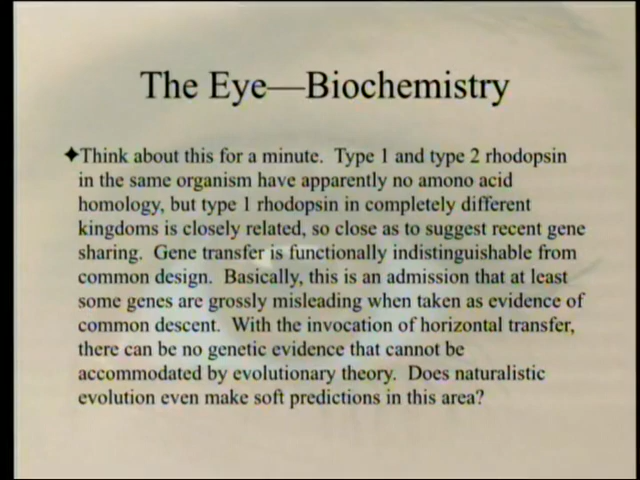 The Eye—Biochemistry
✦Think about this for a minute. Type 1 and type 2 rhodopsin
in the same organism have apparently no amono acid
homology, but type 1 rhodopsin in completely different
kingdoms is closely related, so close as to suggest recent gene
sharing. Gene transfer is functionally indistinguishable from
common design. Basically, this is an admission that at least
some genes are grossly misleading when taken as evidence of
common descent. With the invocation of horizontal transfer,
there can be no genetic evidence that cannot be
accommodated by evolutionary theory. Does naturalistic
evolution even make soft predictions in this area?